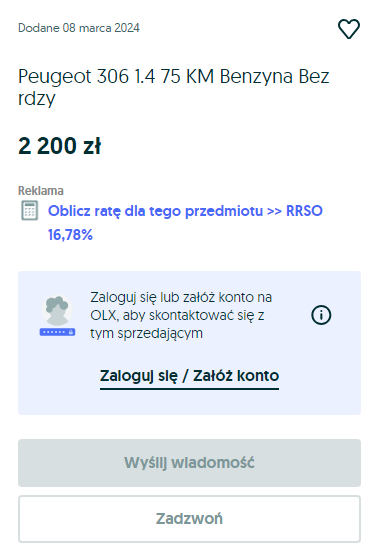 Dodane 08 marca 2024
Peugeot 306 1.4 75 KM Benzyna Bez
rdzy
2 200 zł
Reklama
Oblicz ratę dla tego przedmiotu >> RRSO
16,78%
Zaloguj się lub załóż konto na
OLX, aby skontaktować się z
tym sprzedającym
Zaloguj się / Załóż konto
Wyślij wiadomość
Zadzwoń